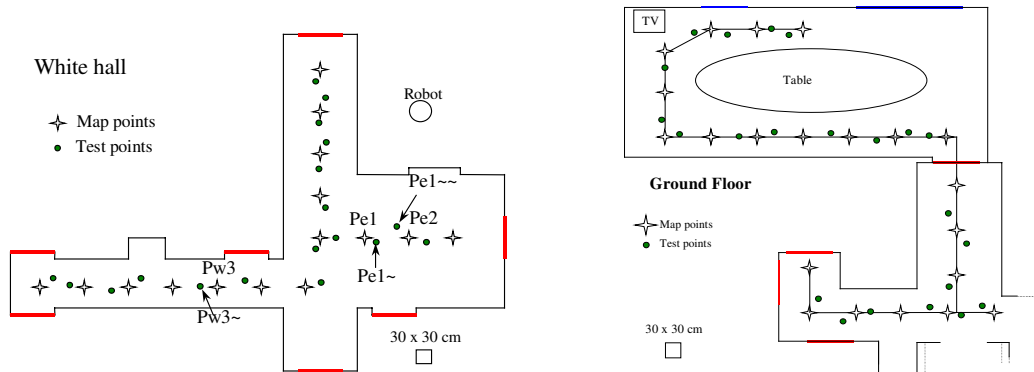 White hall
Map points
Test points
Robot
Pe1~~
Pe1
Pe2
Pe1~
Pw3
Pw3~
30 x 30 cm
TV
Table
Ground Floor
Map points
Test points
30 x 30 cm